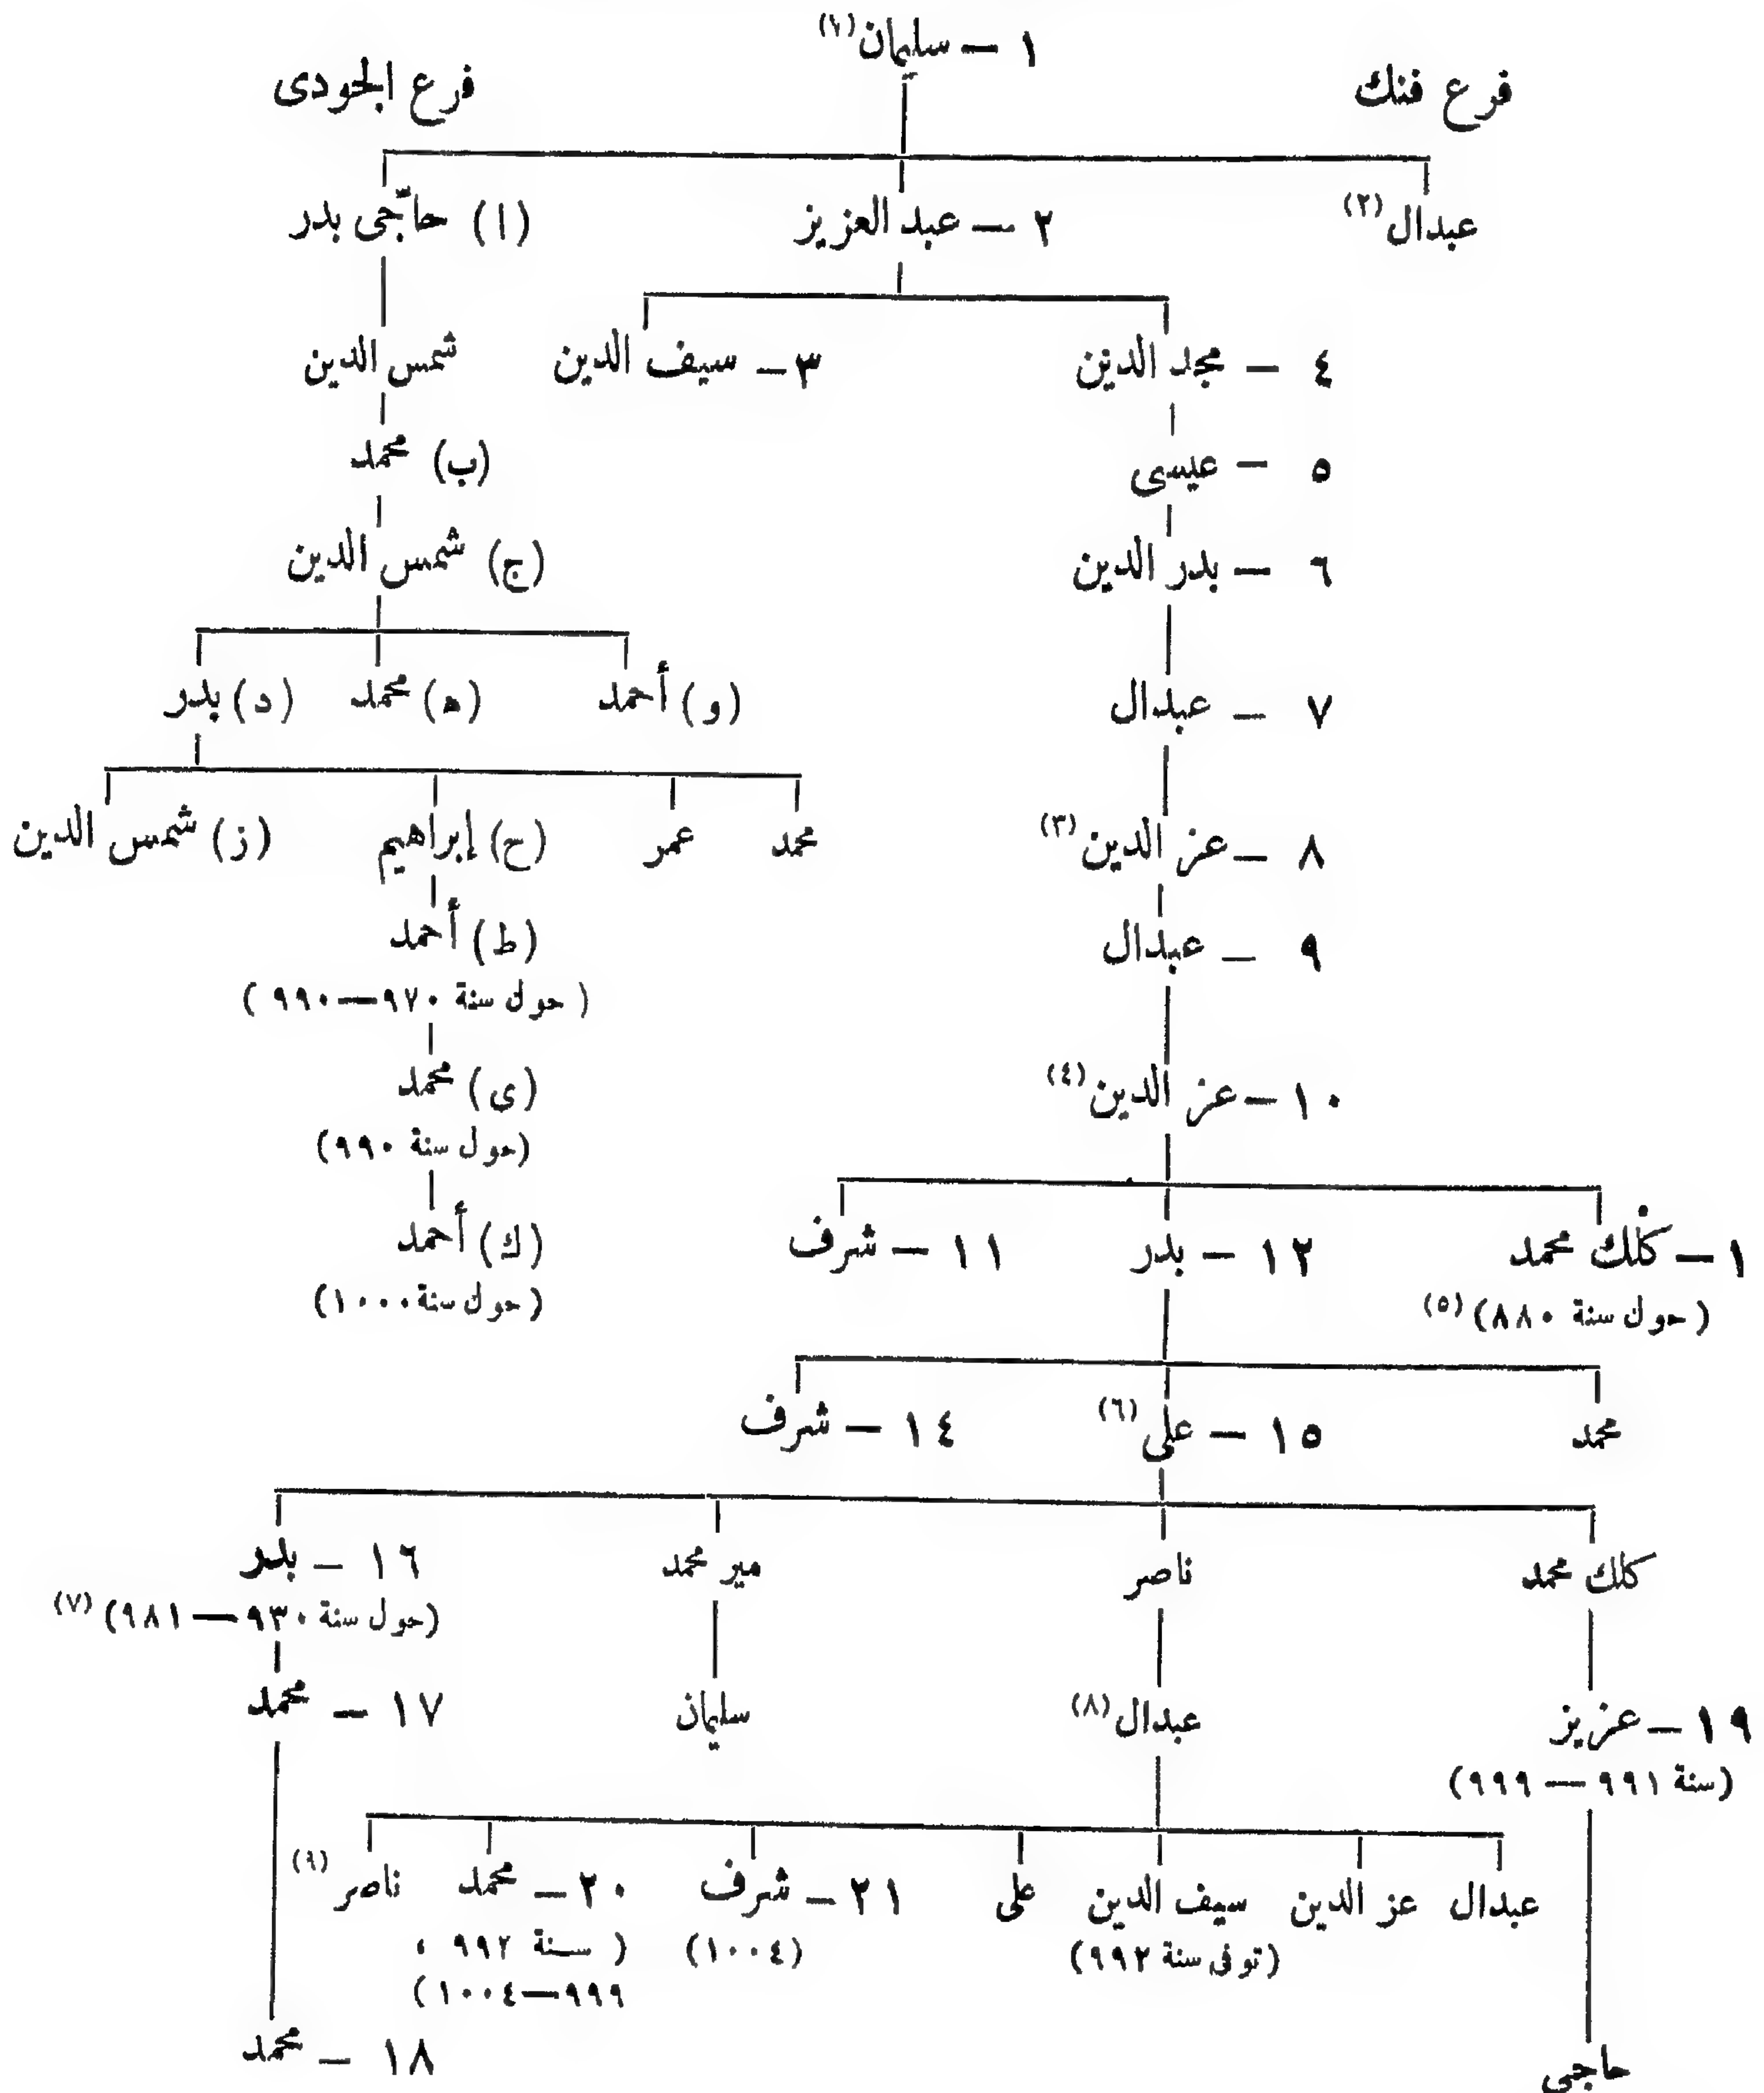 ١ – سليمان (١)
فرع فنك
فرع الجودى
عبدال (٢)
٢ – عبد العزيز
(ا) حاجّى بدر
٤ – مجد الدين
٣ – سيف الدين
شمس الدين
٥ – عيسى
(ب) محمد
٦ – بدر الدين
(ج) شمس الدين
٧ – عبدال
(و) أحمد
(ه) محمد
(د) بدر
٨ – عز الدين (٣)
محمد
عمر
(ح) إبراهيم
(ز) شمس الدين
٩ – عبدال
(ط) أحمد
(حول سنة ٩٧٠–٩٩٠)
١٠ – عز الدين (٤)
(ى) محمد
(حول سنة ٩٩٠)
١ – كلك محمد
١٢ – بدر
١١ – شرف
(ك) أحمد
(حول سنة ٨٨٠) (٥)
(حول سنة ١٠٠٠)
محمد
١٥ – على (٦)
١٤ – شرف
كلك محمد
ناصر
مير محمد
١٦ – بدر
(حول سنة ٩٣٠ – ٩٨١) (٧)
١٩ – عزيز
عبدال (٨)
سليمان
١٧ – محمد
(سنة ٩٩١ – ٩٩٩)
عبدال
عز الدين
سيف الدين
على
٢١ – شرف
٢٠ – محمد
ناصر (٩)
(توفى سنة ٩٩٢)
(١٠٠٤)
(سنة ٩٩٢ ،
٩٩٩–١٠٠٤)
حاجى
١٨ – محمد